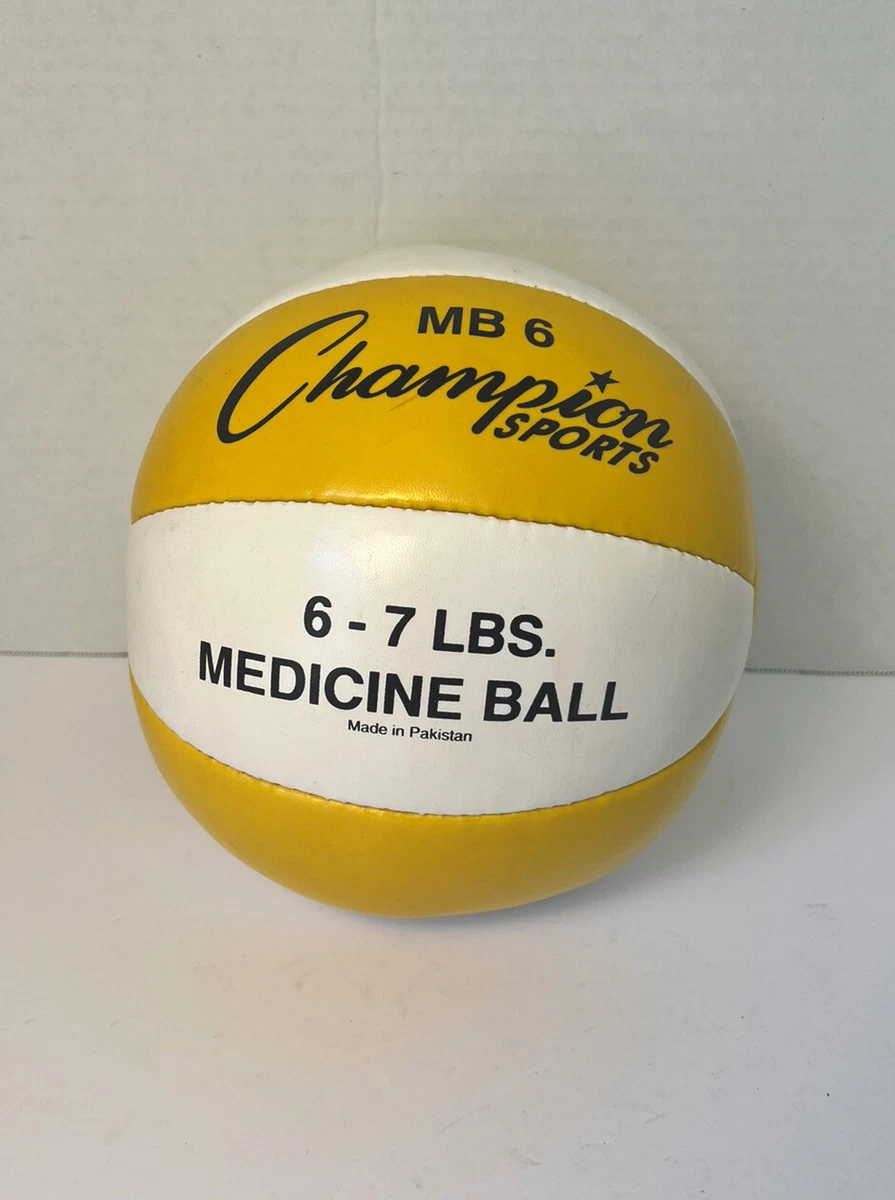 MB 6
Champion
SPORTS
6 - 7 LBS.
MEDICINE BALL
Made in Pakistan